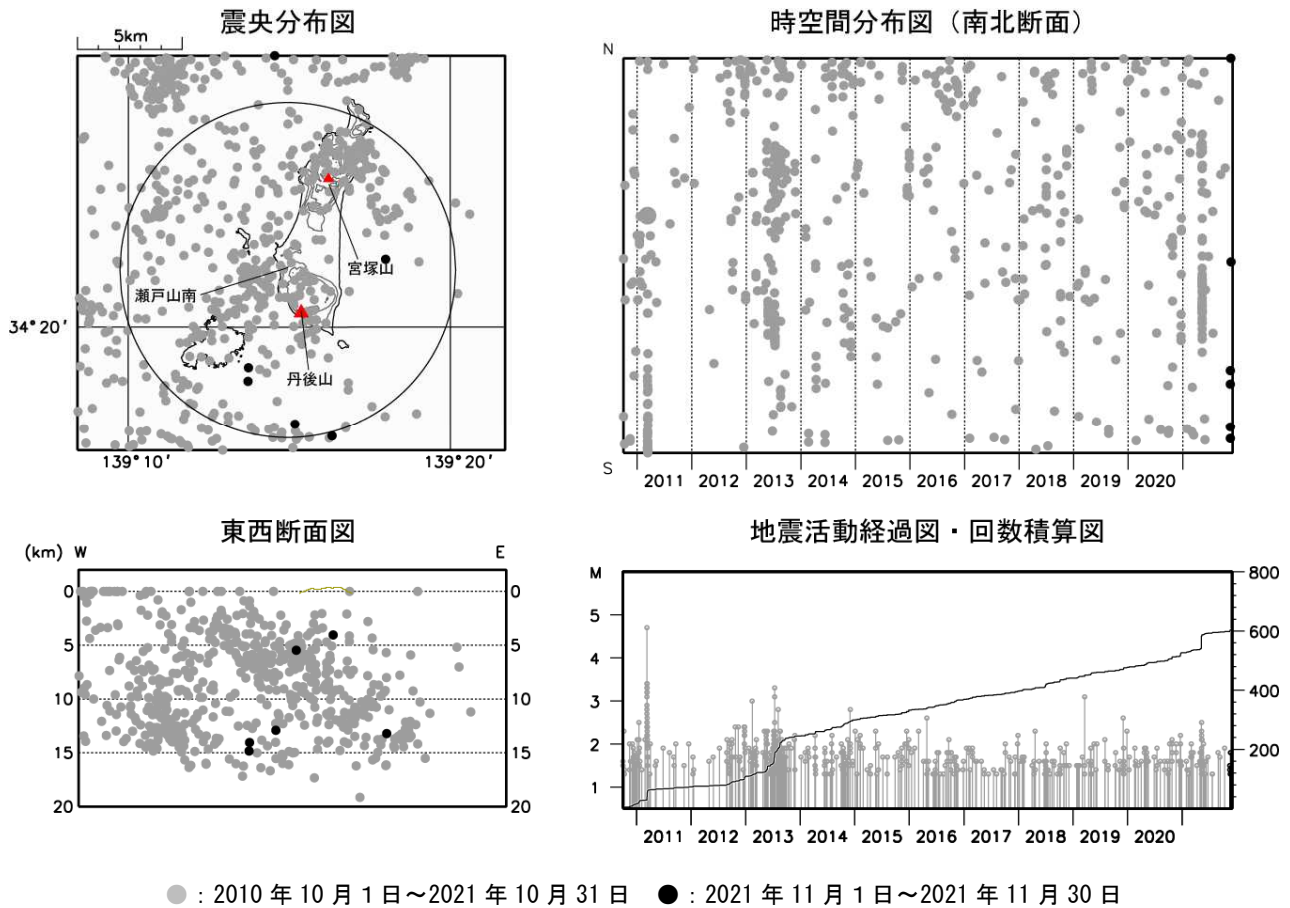 震央分布図
5km
宮塚山
瀬戸山南
34°20′
丹後山
139°10′
139°20′
時空間分布図（南北断面）
N
S
2011 2012 2013 2014 2015 2016 2017 2018 2019 2020
東西断面図
(km) W E
0 0
5 5
10 10
15 15
20 20
地震活動経過図・回数積算図
M
800
5
4 600
3 400
2 200
1
2011 2012 2013 2014 2015 2016 2017 2018 2019 2020
●：2010 年 10 月 1 日～2021 年 10 月 31 日 ●：2021 年 11 月 1 日～2021 年 11 月 30 日